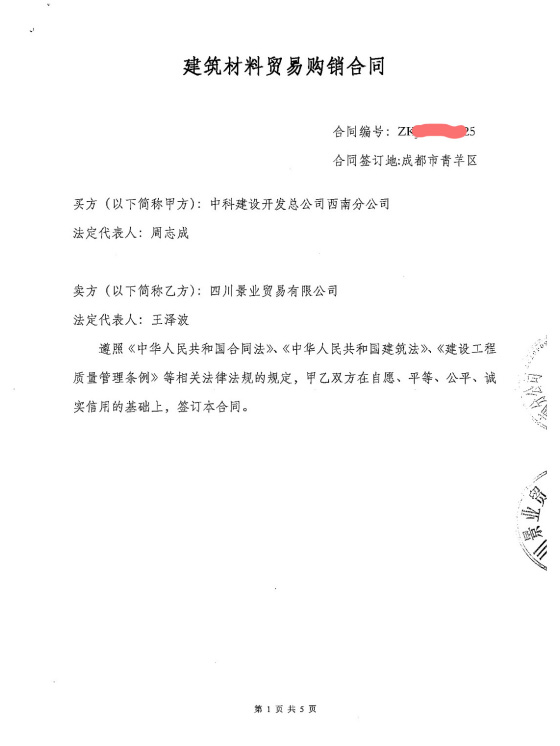 建筑材料贸易购销合同
合同编号：ZK 25
合同签订地:成都市青羊区
买方（以下简称甲方）：中科建设开发总公司西南分公司
法定代表人：周志成
卖方（以下简称乙方）：四川景业贸易有限公司
法定代表人：王泽波
遵照《中华人民共和国合同法》、《中华人民共和国建筑法》、《建设工程
质量管理条例》等相关法律法规的规定，甲乙双方在自愿、平等、公平、诚
实信用的基础上，签订本合同。
分公司
川景业贸
第 1 页 共 5 页